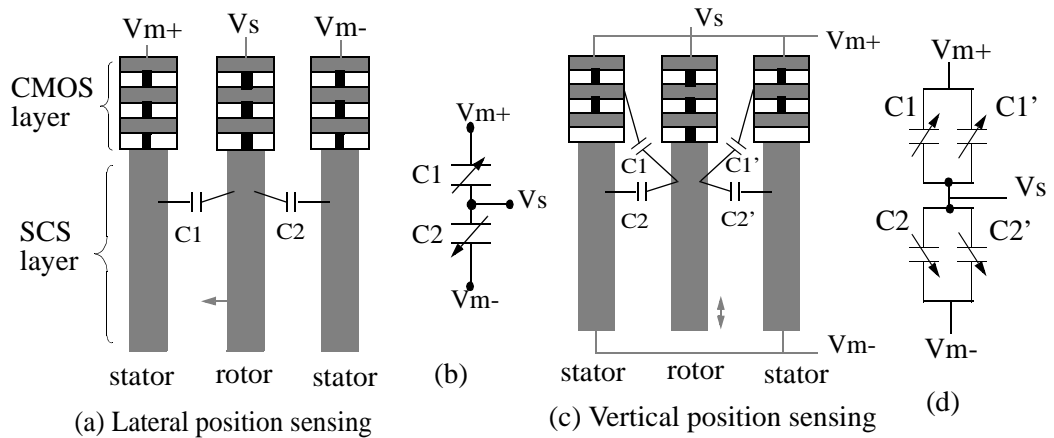 Vm+
Vs
Vm-
CMOS
layer
SCS
layer
C1
C2
stator
rotor
stator
(a) Lateral position sensing
Vm+
C1
Vs
C2
Vm-
(b)
Vs
Vm+
C1
C1’
C2
C2’
Vm-
stator
rotor
stator
(c) Vertical position sensing
Vm+
C1
C1’
Vs
C2
C2’
Vm-
(d)